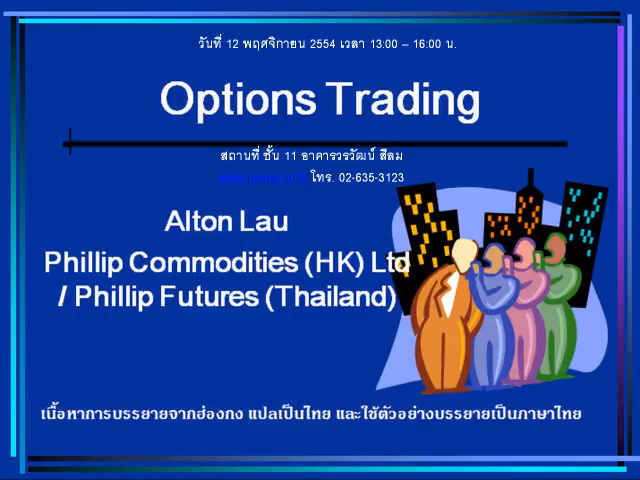 วันที่ 12 พฤศจิกายน 2554 เวลา 13:00 – 16:00 น.
Options Trading
สถานที่ ชั้น 11 อาคารวรวัฒน์ สีลม
โทร. 02-635-3123
Alton Lau
Phillip Commodities (HK) Ltd
/ Phillip Futures (Thailand)
เนื้อหาการบรรยายจากฮ่องกง แปลเป็นไทย และใช้ตัวอย่างบรรยายเป็นภาษาไทย